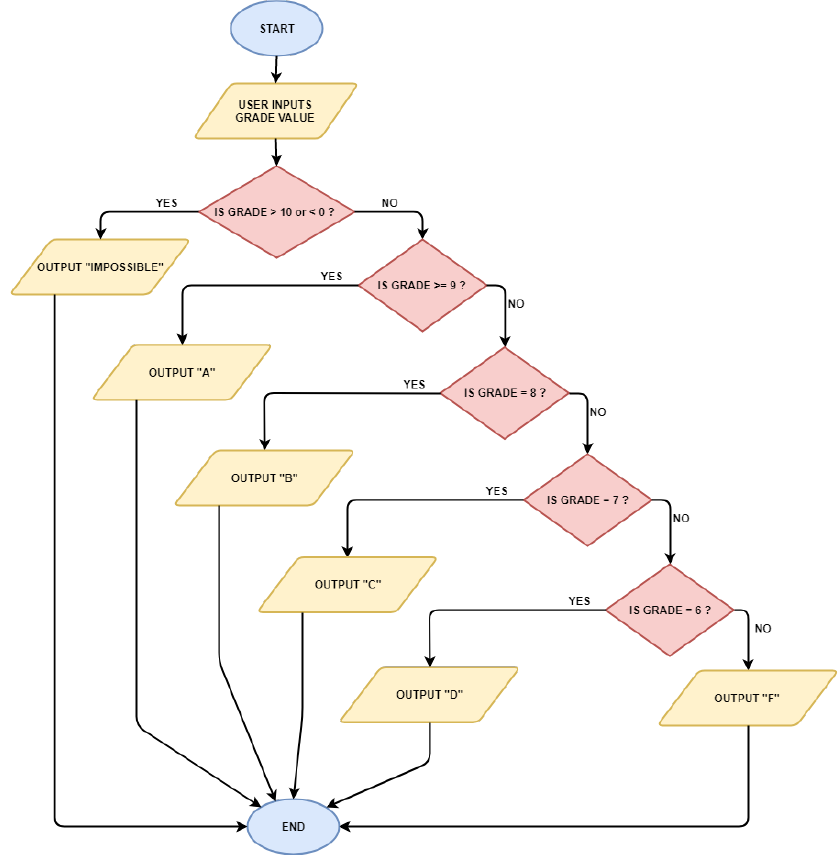 START
USER INPUTS
GRADE VALUE
IS GRADE > 10 or < 0 ?
YES
NO
OUTPUT "IMPOSSIBLE"
IS GRADE >= 9 ?
YES
NO
OUTPUT "A"
IS GRADE = 8 ?
YES
NO
OUTPUT "B"
IS GRADE = 7 ?
YES
NO
OUTPUT "C"
IS GRADE = 6 ?
YES
NO
OUTPUT "D"
OUTPUT "F"
END